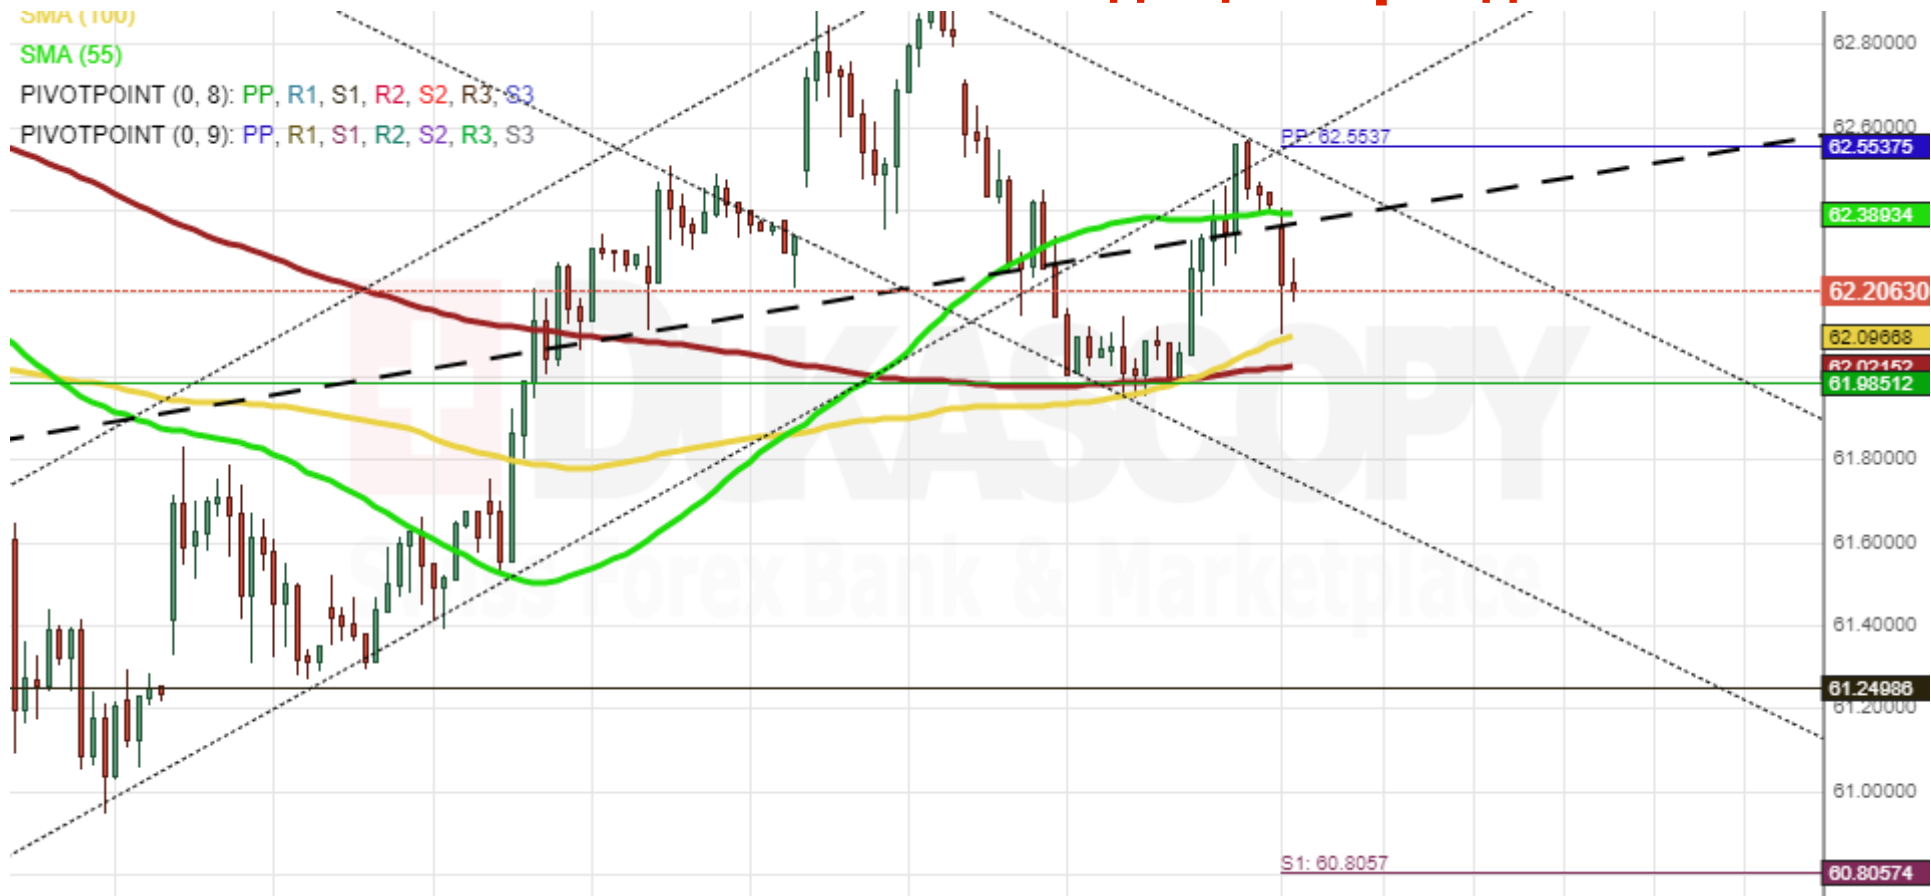 SMA (100)
SMA (55)
PIVOTPOINT (0, 8): PP, R1, S1, R2, S2, R3, S3
PIVOTPOINT (0, 9): PP, R1, S1, R2, S2, R3, S3
62.80000
62.60000
PP: 62.5537
62.55375
62.38934
62.20630
62.09668
62.02152
61.98512
DUKASCOPY
61.80000
61.60000
Swiss Forex Bank & Marketplace
61.40000
61.24986
61.20000
61.00000
S1: 60.8057
60.80574